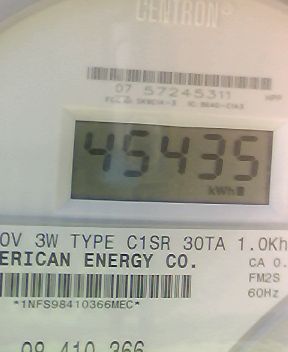 CENTRON®
07 57245311
45435
kWh
0V 3W TYPE C1SR 30TA 1.0Kh
ERICAN ENERGY CO.
CA 0.
FM2S
60Hz
*1NFS98410366MEC*
98 410 366